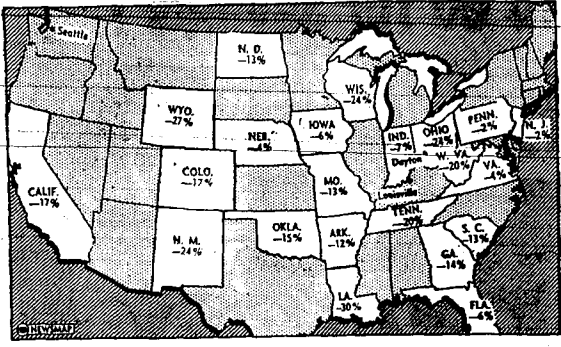 Seattle
N. D.
—13%
WIS.
—24%
WYO.
—27%
NEB.
—4%
IOWA
—6%
IND.
—7%
OHIO
—28%
PENN.
—2%
N. J.
—2%
Dayton
W. VA.
—20%
VA.
—4%
COLO.
—17%
CALIF.
—17%
MO.
—13%
Louisville
TENN.
—20%
N. M.
—24%
OKLA.
—15%
ARK.
—12%
S. C.
—13%
GA.
—14%
LA.
—30%
FLA.
—6%
NEWSMAP